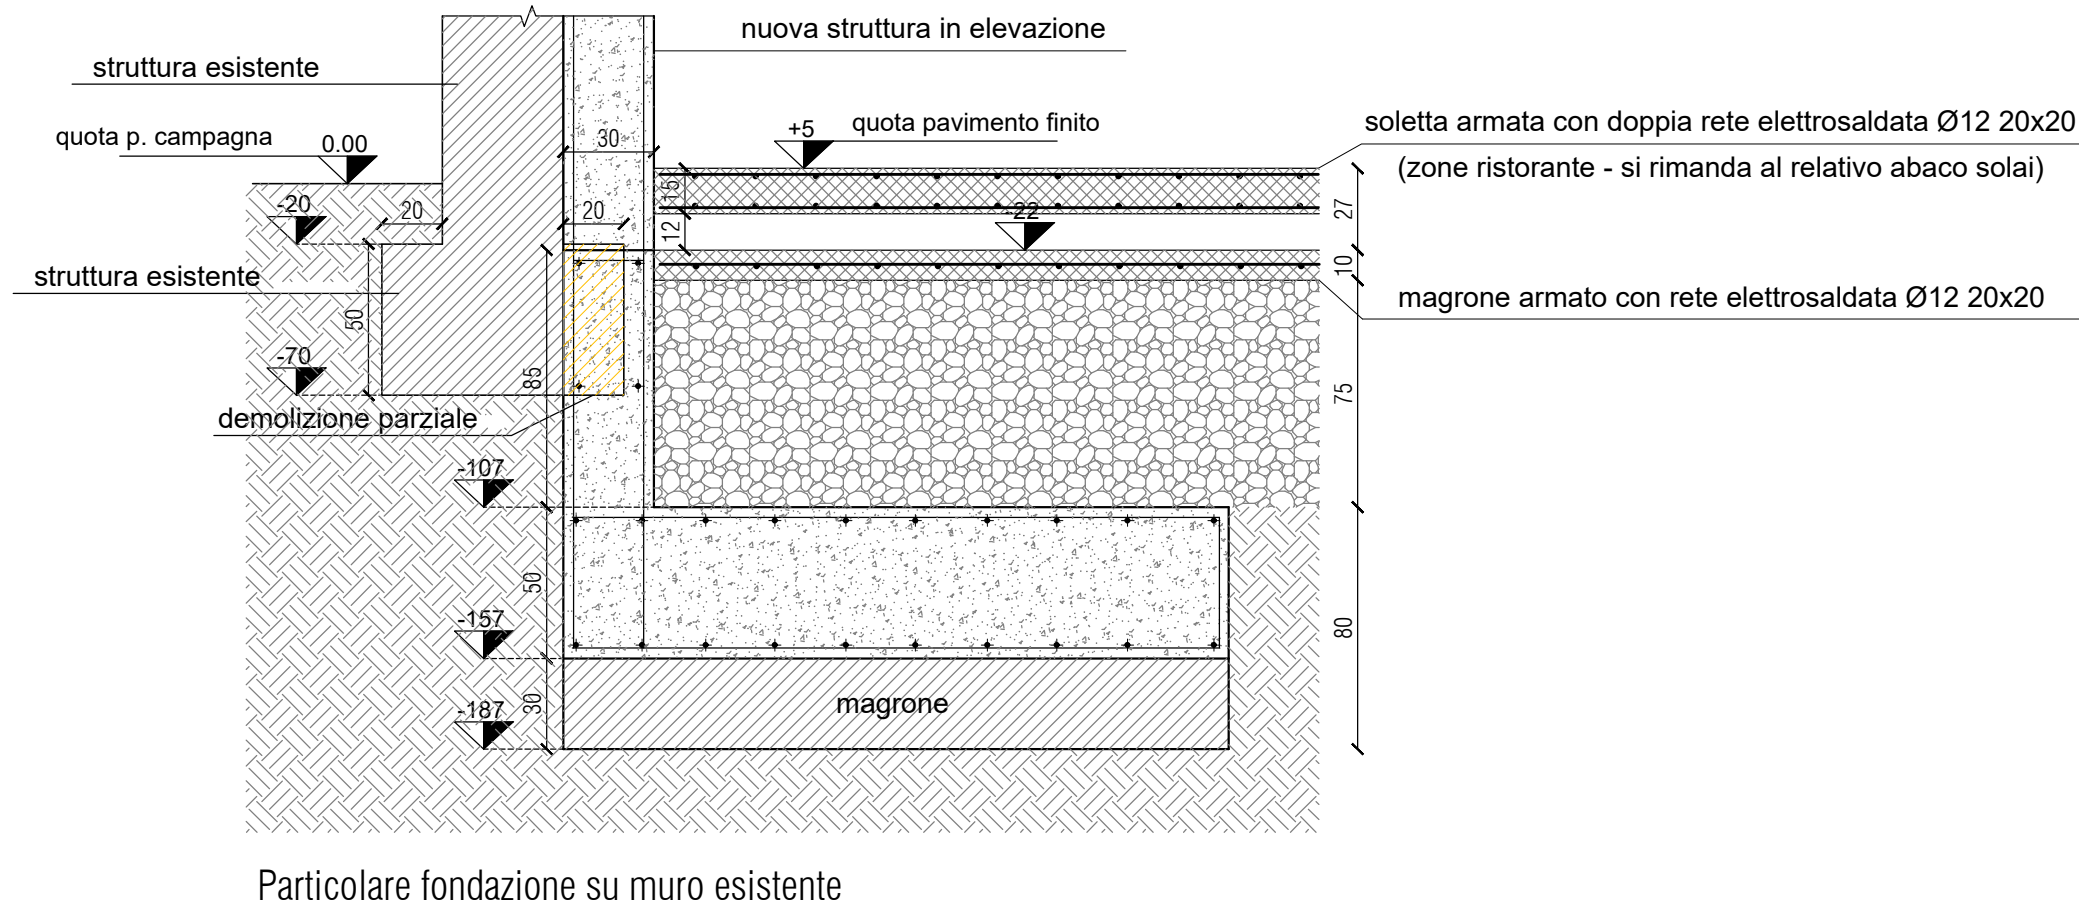 nuova struttura in elevazione
struttura esistente
quota p. campagna
0.00
30
+5
quota pavimento finito
soletta armata con doppia rete elettrosaldata Ø12 20x20
(zone ristorante - si rimanda al relativo abaco solai)
-20
20
20
15
12
-22
27
10
struttura esistente
magrone armato con rete elettrosaldata Ø12 20x20
50
-70
85
75
demolizione parziale
-107
50
-157
80
30
-187
magrone
Particolare fondazione su muro esistente